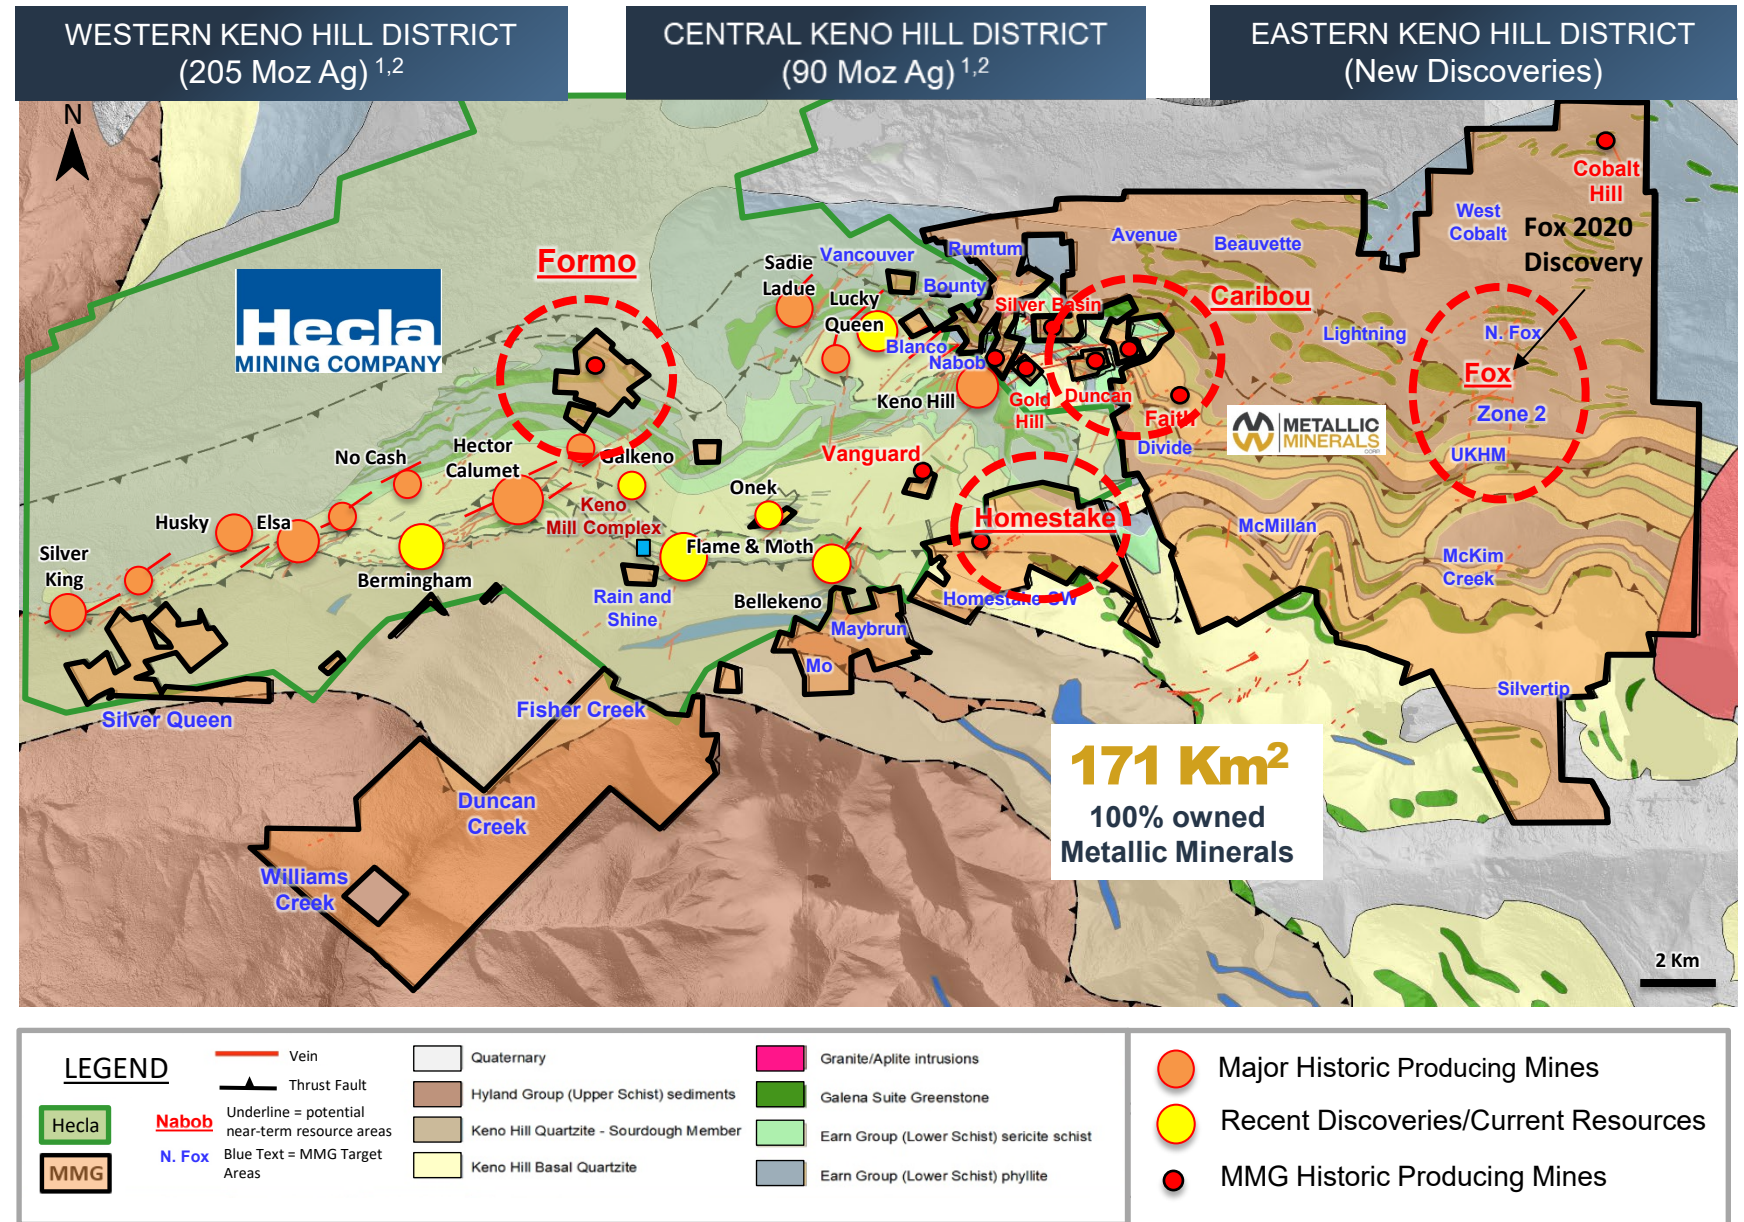 WESTERN KENO HILL DISTRICT
(205 Moz Ag) 1,2
CENTRAL KENO HILL DISTRICT
(90 Moz Ag) 1,2
EASTERN KENO HILL DISTRICT
(New Discoveries)
N
Cobalt
Hill
West
Cobalt
Fox 2020
Discovery
Avenue
Beauvette
Rumtum
Vancouver
Sadie
Ladue
Formo
Bounty
Lucky
Queen
Silver Basin
Caribou
Hecla
MINING COMPANY
Lightning
N. Fox
Blanco
Nabob
Fox
Keno Hill
Gold
Hill
Duncan
Faith
Zone 2
METALLIC
MINERALS
CORP.
Divide
UKHM
Hector
Calumet
No Cash
Galkeno
Vanguard
Onek
Keno
Mill Complex
Homestake
Husky
Elsa
McMillan
Flame & Moth
Silver
King
McKim
Creek
Bermingham
Rain and
Shine
Bellekeno
Homestake SW
Maybrun
Mo
Silvertip
Silver Queen
Fisher Creek
171 Km2
100% owned
Metallic Minerals
Duncan
Creek
Williams
Creek
2 Km
LEGEND
Hecla
MMG
Vein
Thrust Fault
Nabob
Underline = potential
near-term resource areas
N. Fox
Blue Text = MMG Target
Areas
Quaternary
Hyland Group (Upper Schist) sediments
Keno Hill Quartzite - Sourdough Member
Keno Hill Basal Quartzite
Granite/Aplite intrusions
Galena Suite Greenstone
Earn Group (Lower Schist) sericite schist
Earn Group (Lower Schist) phyllite
Major Historic Producing Mines
Recent Discoveries/Current Resources
MMG Historic Producing Mines